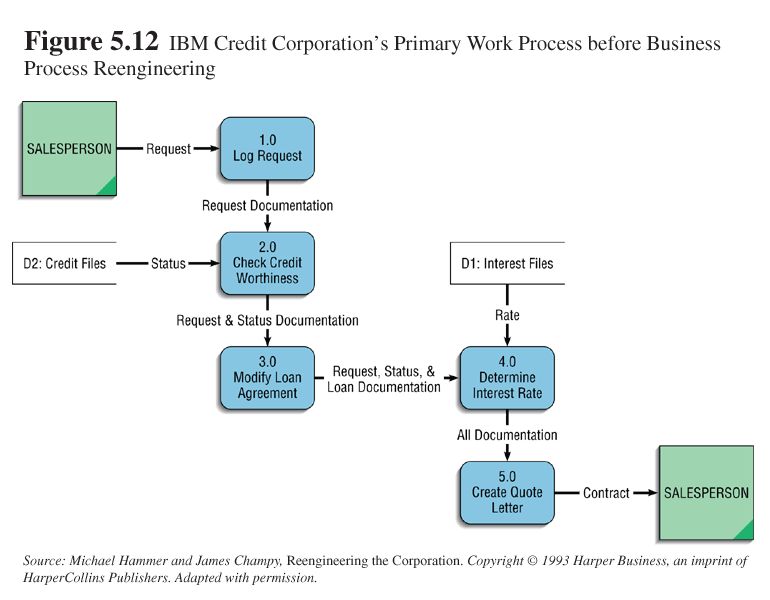 Figure 5.12 IBM Credit Corporation's Primary Work Process before Business
Process Reengineering
SALESPERSON
Request
1.0
Log Request
Request Documentation
D2: Credit Files
Status
2.0
Check Credit
Worthiness
D1: Interest Files
Request & Status Documentation
Rate
3.0
Modify Loan
Agreement
Request, Status, &
Loan Documentation
4.0
Determine
Interest Rate
All Documentation
5.0
Create Quote
Letter
Contract
SALESPERSON
Source: Michael Hammer and James Champy, Reengineering the Corporation. Copyright © 1993 Harper Business, an imprint of
HarperCollins Publishers. Adapted with permission.